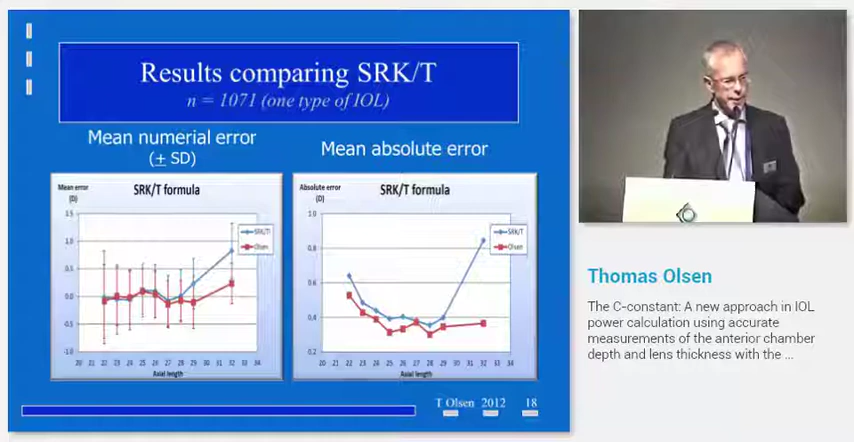 Results comparing SRK/T
n = 1071 (one type of IOL)
Mean numerial error
(+ SD)
Mean absolute error
Mean error
(D)
SRK/T formula
1.5
1.0
0.5
0.0
-0.5
-1.0
SRK/T
Olsen
20 21 22 23 24 25 26 27 28 29 30 31 32 33 34
Axial length
Absolute error
(D)
SRK/T formula
1.0
0.8
0.6
0.4
0.2
SRK/T
Olsen
20 21 22 23 24 25 26 27 28 29 30 31 32 33 34
Axial length
T Olsen 2012 18
Thomas Olsen
The C-constant: A new approach in IOL
power calculation using accurate
measurements of the anterior chamber
depth and lens thickness with the ...